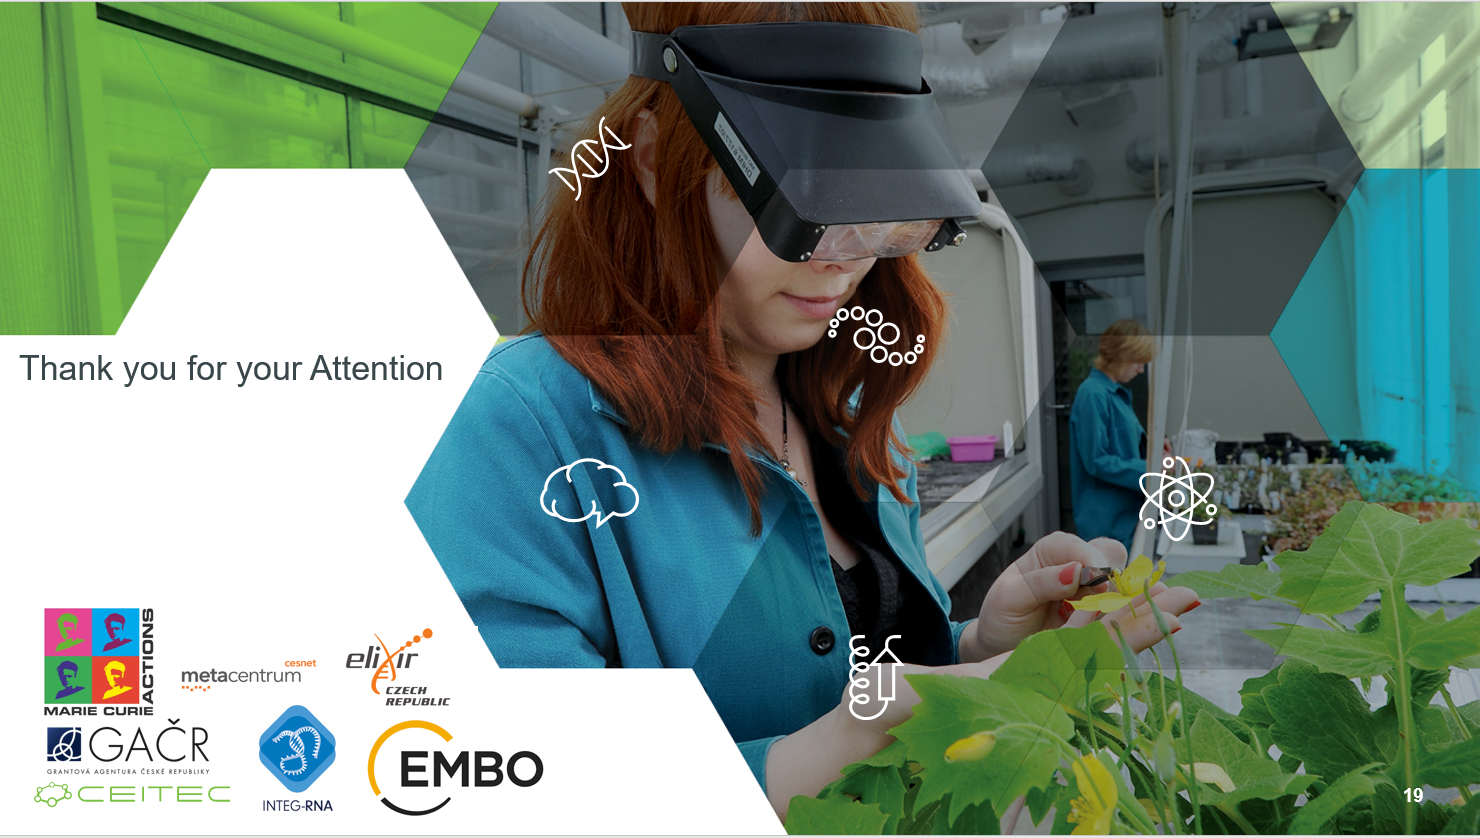 Thank you for your Attention
MARIE CURIE
ACTIONS
cesnet
metacentrum
elixir
CZECH
REPUBLIC
GAČR
GRANTOVÁ AGENTURA ČESKÉ REPUBLIKY
CEITEC
INTEG-RNA
EMBO
19